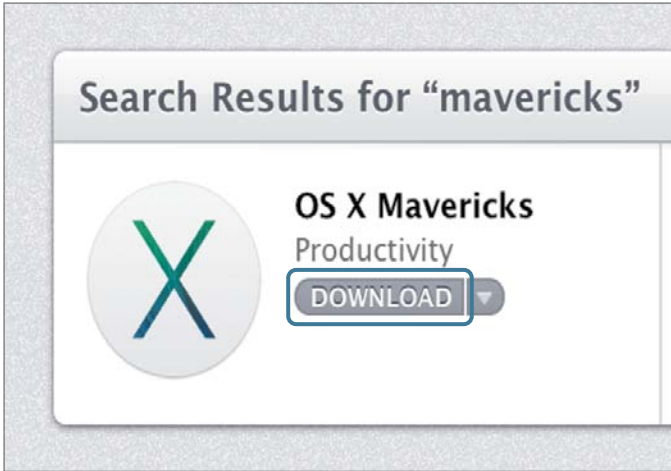 Search Results for “mavericks”
OS X Mavericks
Productivity
DOWNLOAD